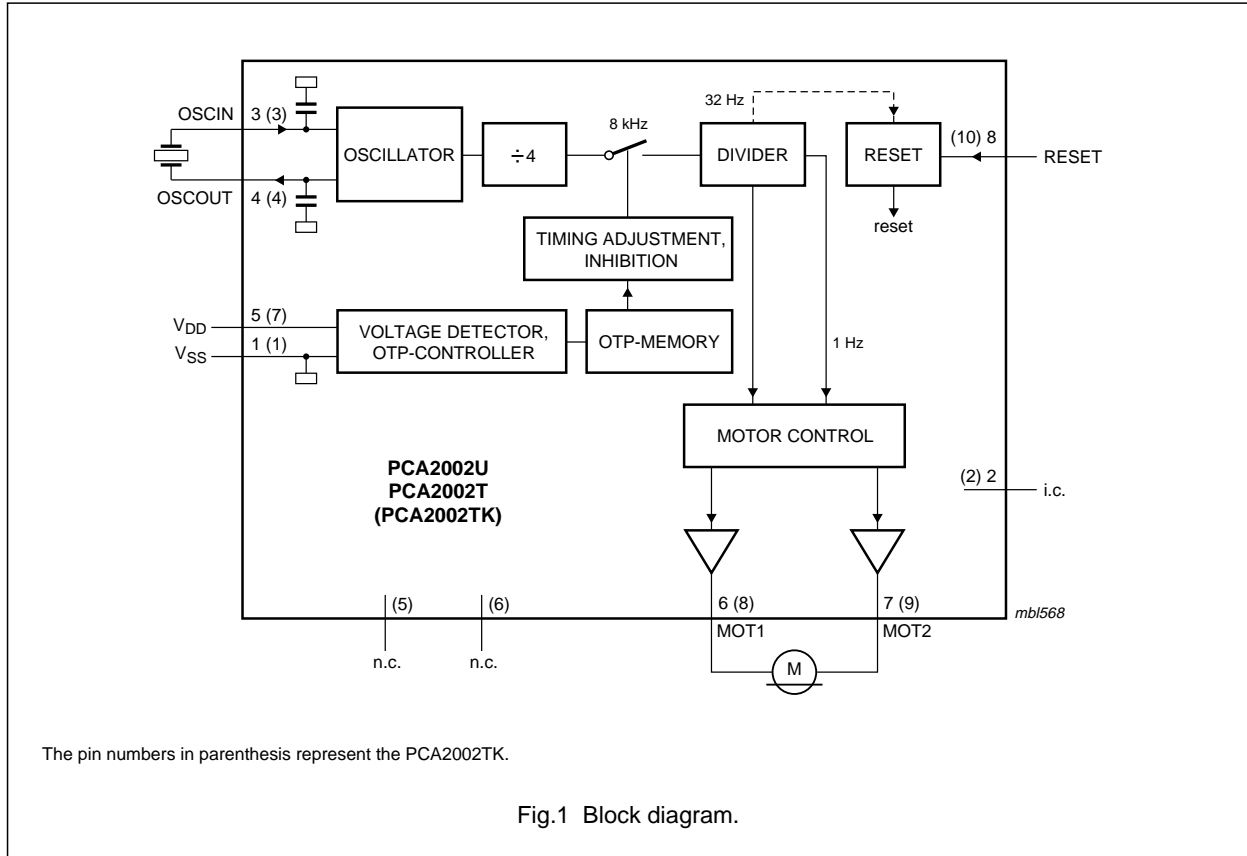 32 Hz
OSCIN
3 (3)
8 kHz
(10) 8
OSCILLATOR
÷4
DIVIDER
RESET
RESET
OSCOUT
4 (4)
reset
TIMING ADJUSTMENT,
INHIBITION
VDD
5 (7)
VOLTAGE DETECTOR,
OTP-CONTROLLER
OTP-MEMORY
1 Hz
VSS
1 (1)
MOTOR CONTROL
PCA2002U
PCA2002T
(PCA2002TK)
(2) 2
i.c.
(5)
(6)
6 (8)
7 (9)
mbl568
MOT1
MOT2
n.c.
n.c.
M
The pin numbers in parenthesis represent the PCA2002TK.
Fig.1 Block diagram.